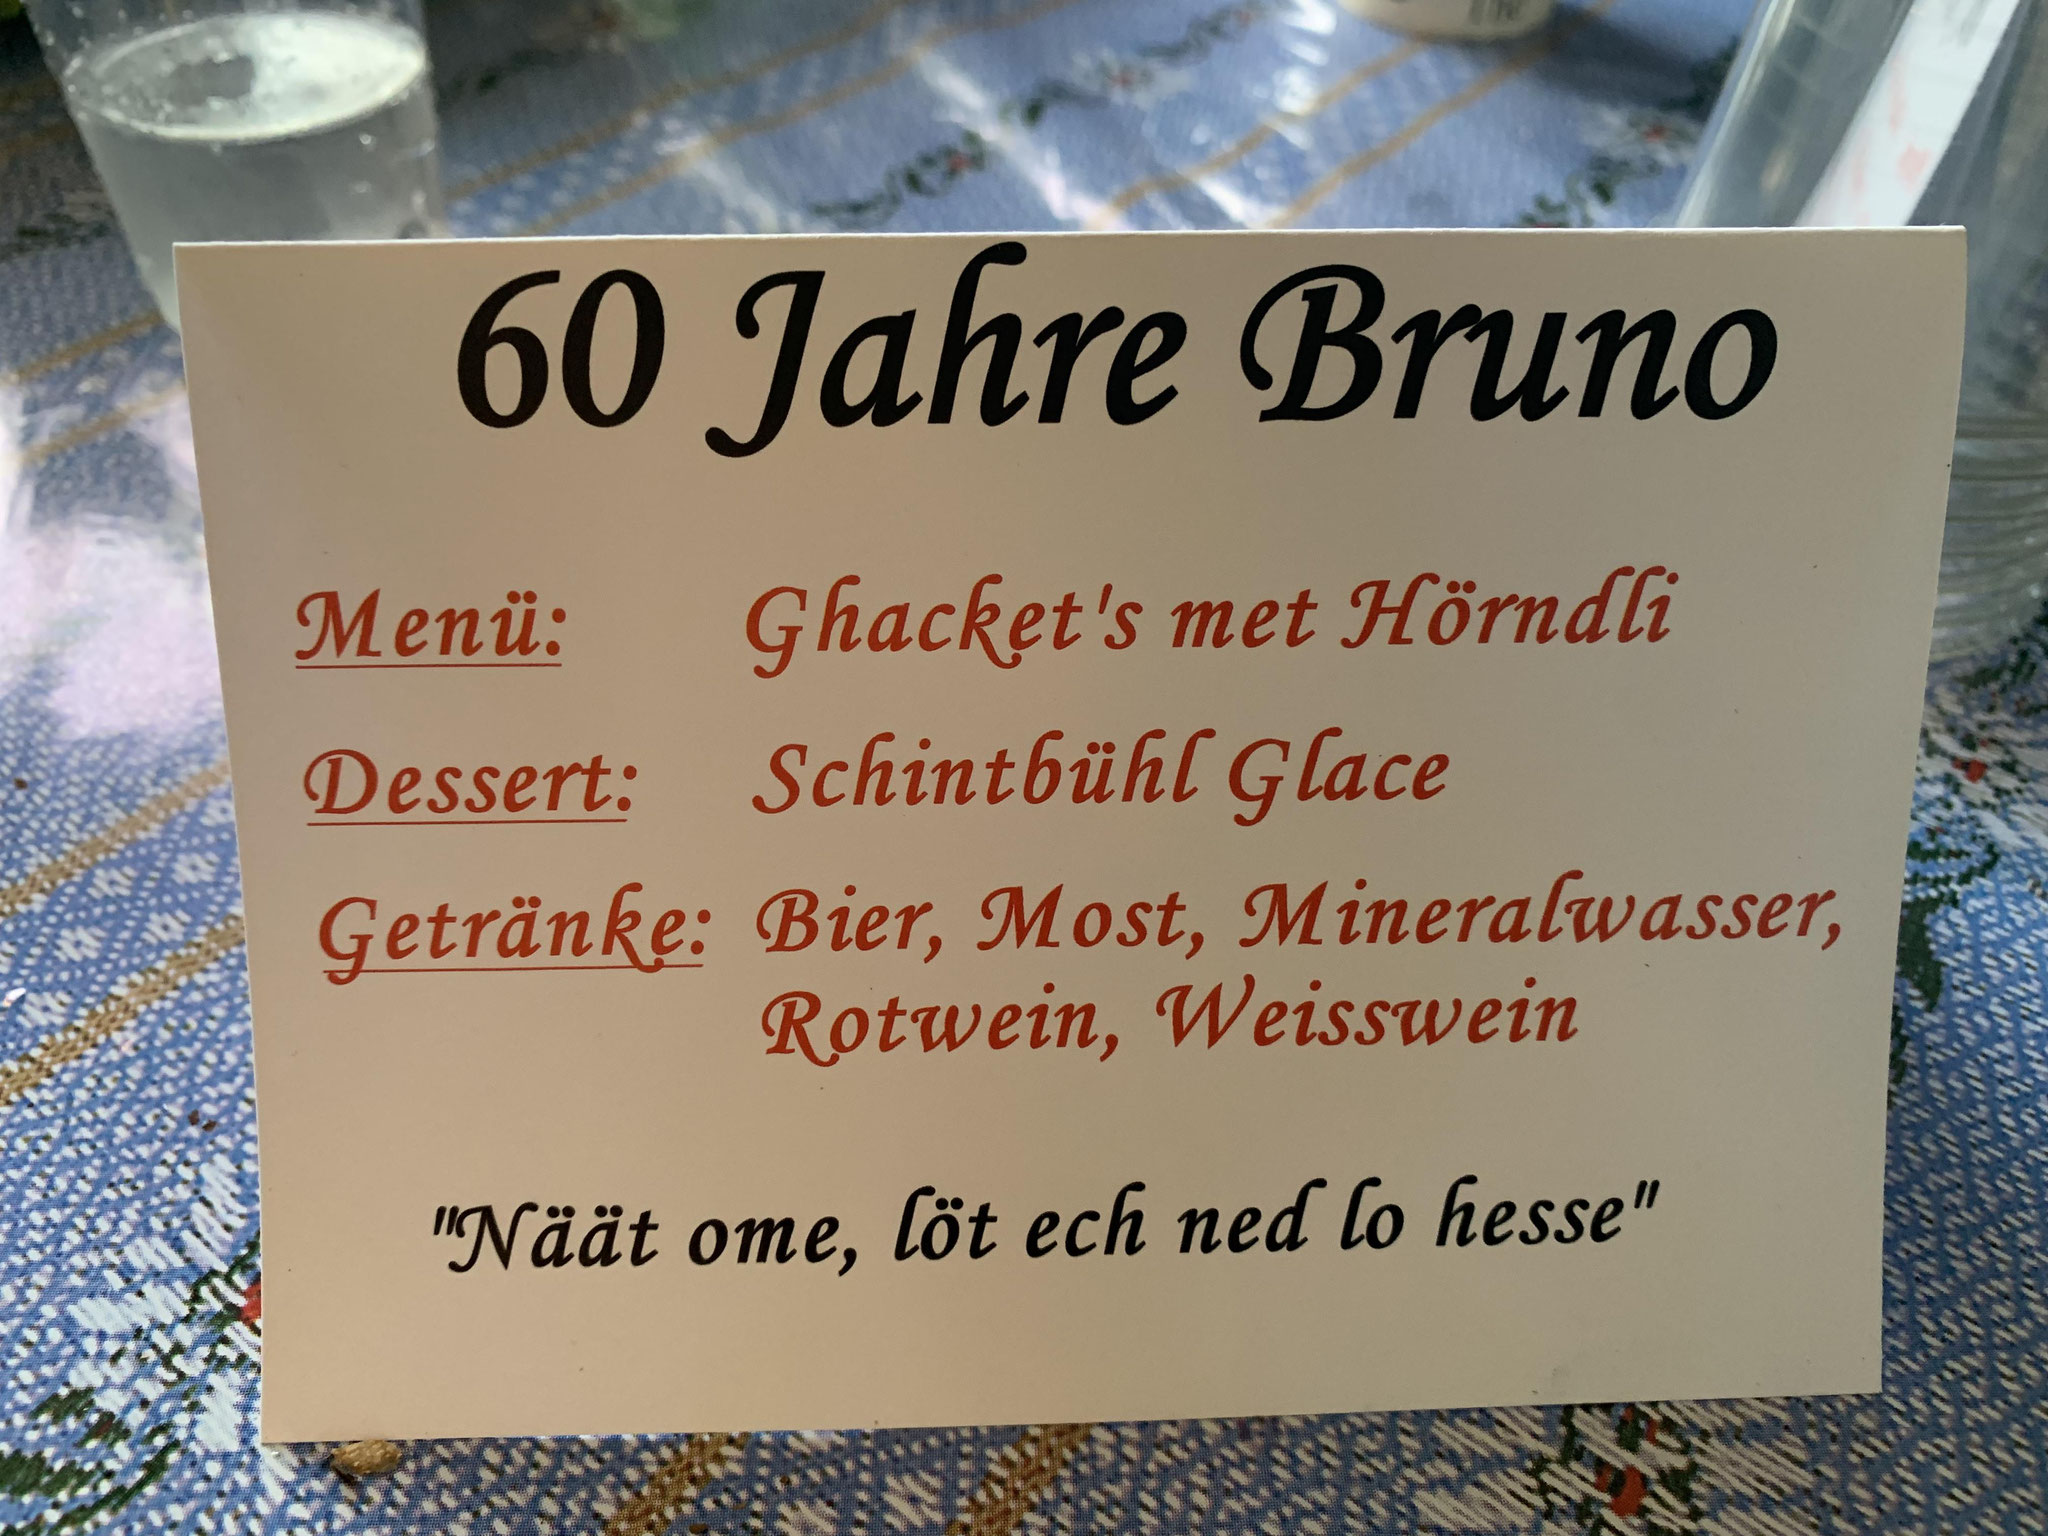 60 Jahre Bruno
Menü: Ghacket's met Hörndli
Dessert: Schintbühl Glace
Getränke: Bier, Most, Mineralwasser,
Rotwein, Weisswein
"Näät ome, löt ech ned lo hesse"